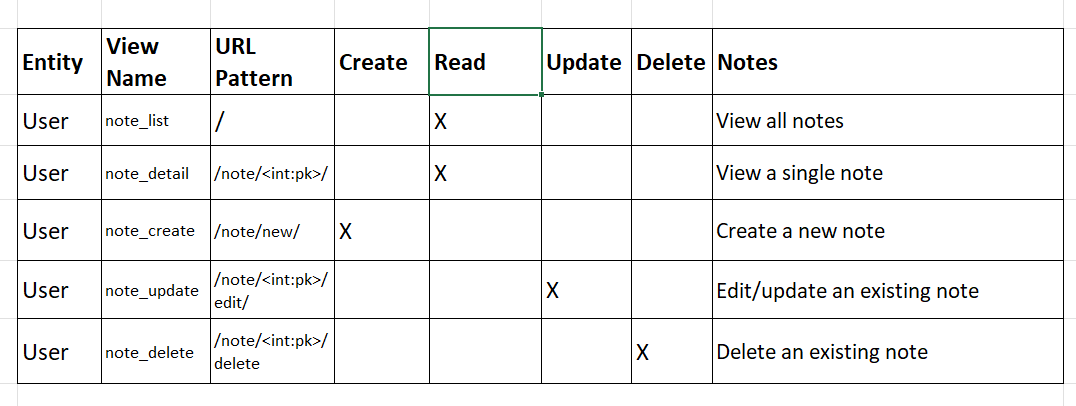 Entity View Name URL Pattern Create Read Update Delete Notes
User note_list / X View all notes
User note_detail /note/<int:pk>/ X View a single note
User note_create /note/new/ X Create a new note
User note_update /note/<int:pk>/ edit/ X Edit/update an existing note
User note_delete /note/<int:pk>/ delete X Delete an existing note